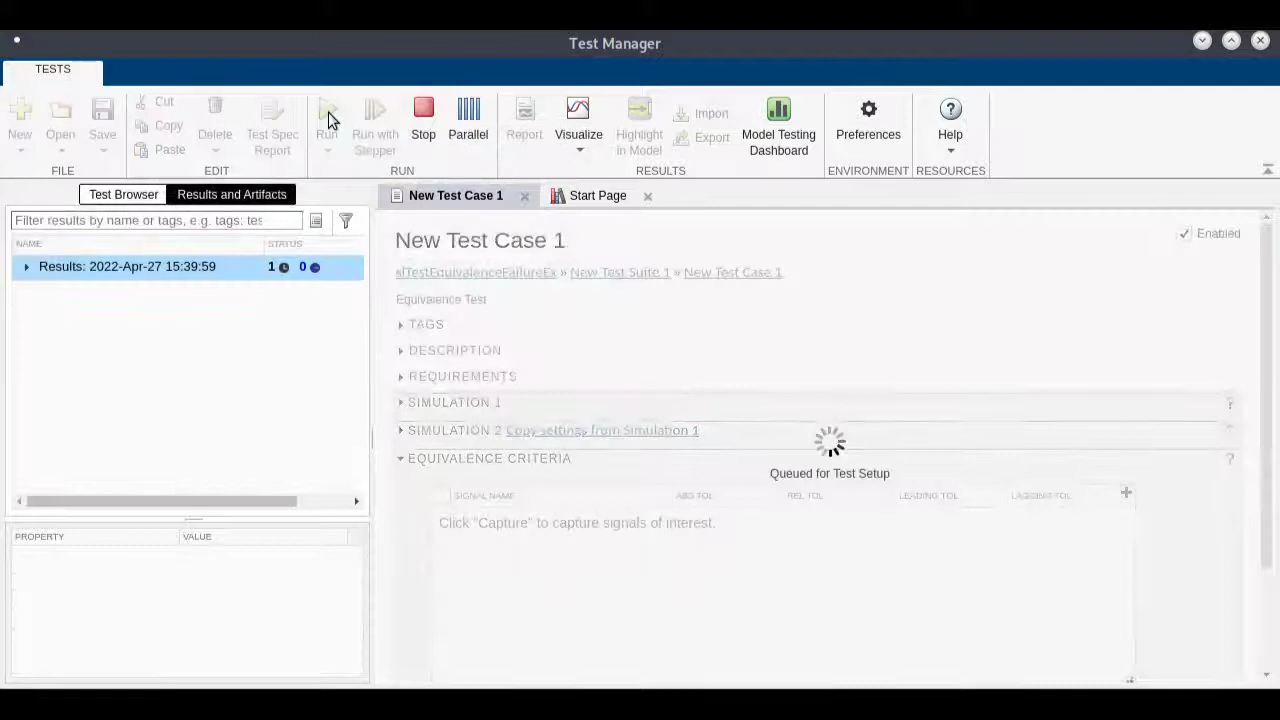 Test Manager
TESTS
New
Open
Save
Cut
Copy
Paste
Delete
Test Spec
Report
Run
Run with
Stepper
Stop
Parallel
Report
Visualize
Highlight
in Model
Import
Export
Model Testing
Dashboard
Preferences
Help
FILE
EDIT
RUN
RESULTS
ENVIRONMENT
RESOURCES
Test Browser
Results and Artifacts
Filter results by name or tags, e.g. tags: tes
NAME
STATUS
Results: 2022-Apr-27 15:39:59
1
0
PROPERTY
VALUE
New Test Case 1
Start Page
New Test Case 1
Enabled
slTestEquivalenceFailureEx » New Test Suite 1 » New Test Case 1
Equivalence Test
TAGS
DESCRIPTION
REQUIREMENTS
SIMULATION 1
?
SIMULATION 2 Copy settings from Simulation 1
EQUIVALENCE CRITERIA
?
Queued for Test Setup
SIGNAL NAME
ABS TOL
REL TOL
LEADING TOL
LAGGING TOL
Click "Capture" to capture signals of interest.